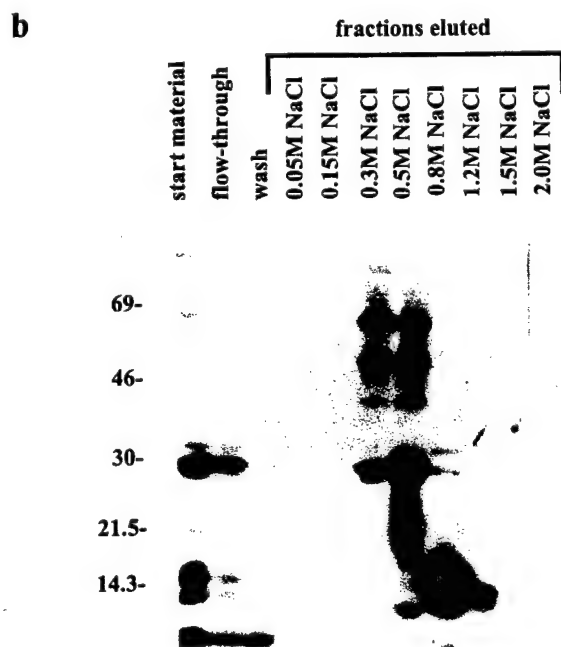 b
fractions eluted
start material
flow-through
wash
0.05M NaCl
0.15M NaCl
0.3M NaCl
0.5M NaCl
0.8M NaCl
1.2M NaCl
1.5M NaCl
2.0M NaCl
69-
46-
30-
21.5-
14.3-